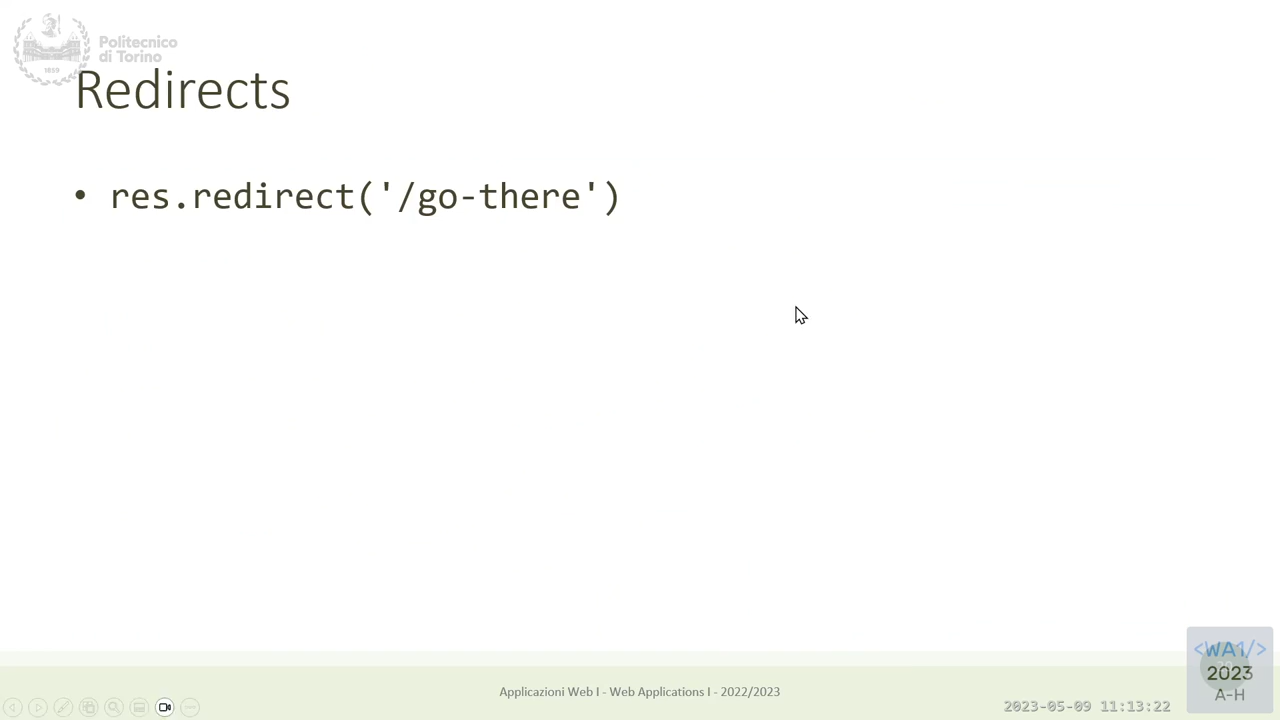 Politecnico
di Torino
1859
Redirects
• res.redirect('/go-there')
Applicazioni Web I - Web Applications I - 2022/2023
2023-05-09 11:13:22
<WA1/>
2023
A-H